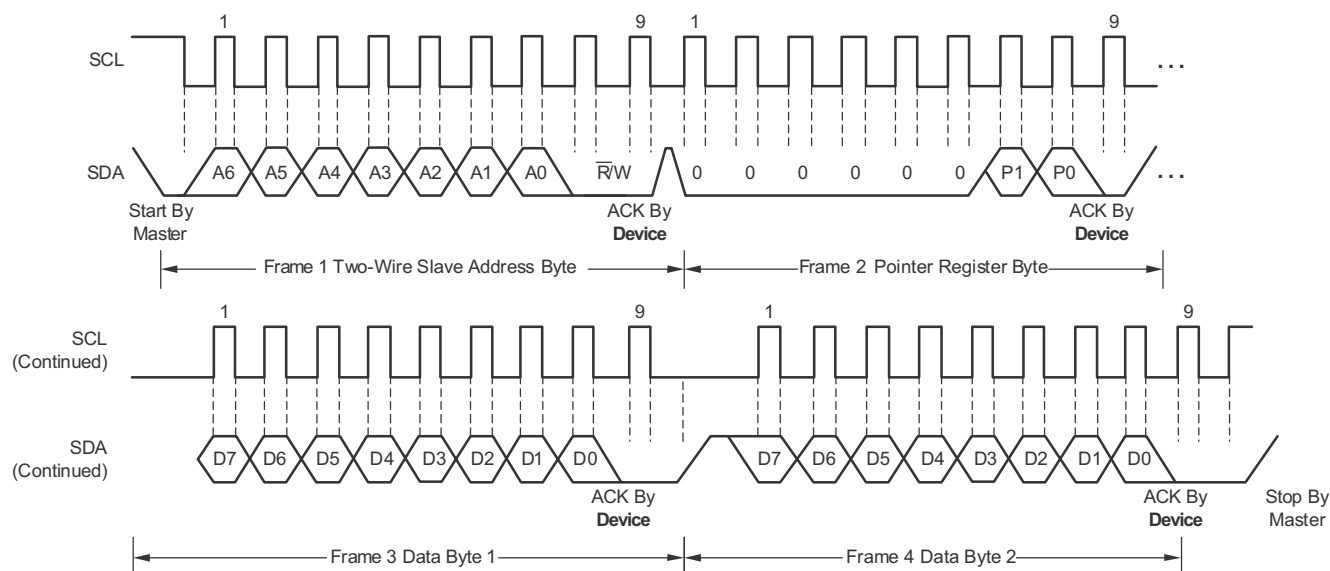 1 9 1 9
SCL ...
SDA A6 A5 A4 A3 A2 A1 A0 R̅/W 0 0 0 0 0 0 P1 P0 ...
Start By
Master
ACK By
Device
ACK By
Device
Frame 1 Two-Wire Slave Address Byte
Frame 2 Pointer Register Byte
1 9 1 9
SCL
(Continued)
SDA
(Continued)
D7 D6 D5 D4 D3 D2 D1 D0 D7 D6 D5 D4 D3 D2 D1 D0
ACK By
Device
ACK By
Device
Stop By
Master
Frame 3 Data Byte 1
Frame 4 Data Byte 2